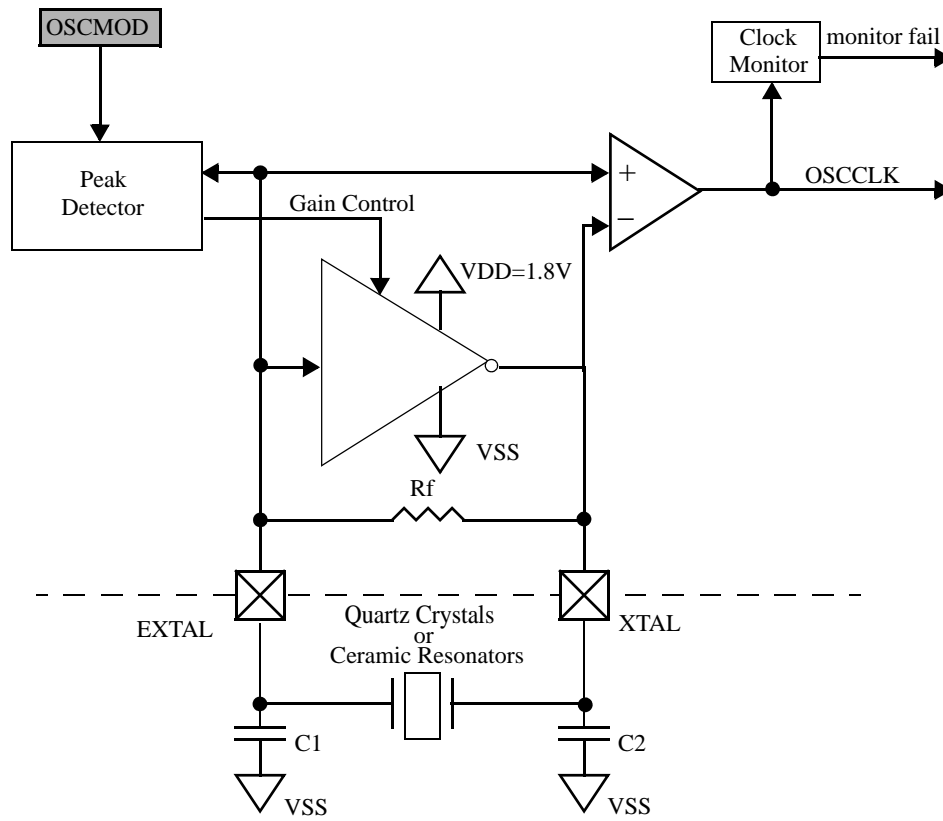 OSCMOD
Clock
Monitor
monitor fail
Peak
Detector
+
OSCCLK
Gain Control
−
VDD=1.8V
VSS
Rf
EXTAL
Quartz Crystals
or
Ceramic Resonators
XTAL
C1
C2
VSS
VSS